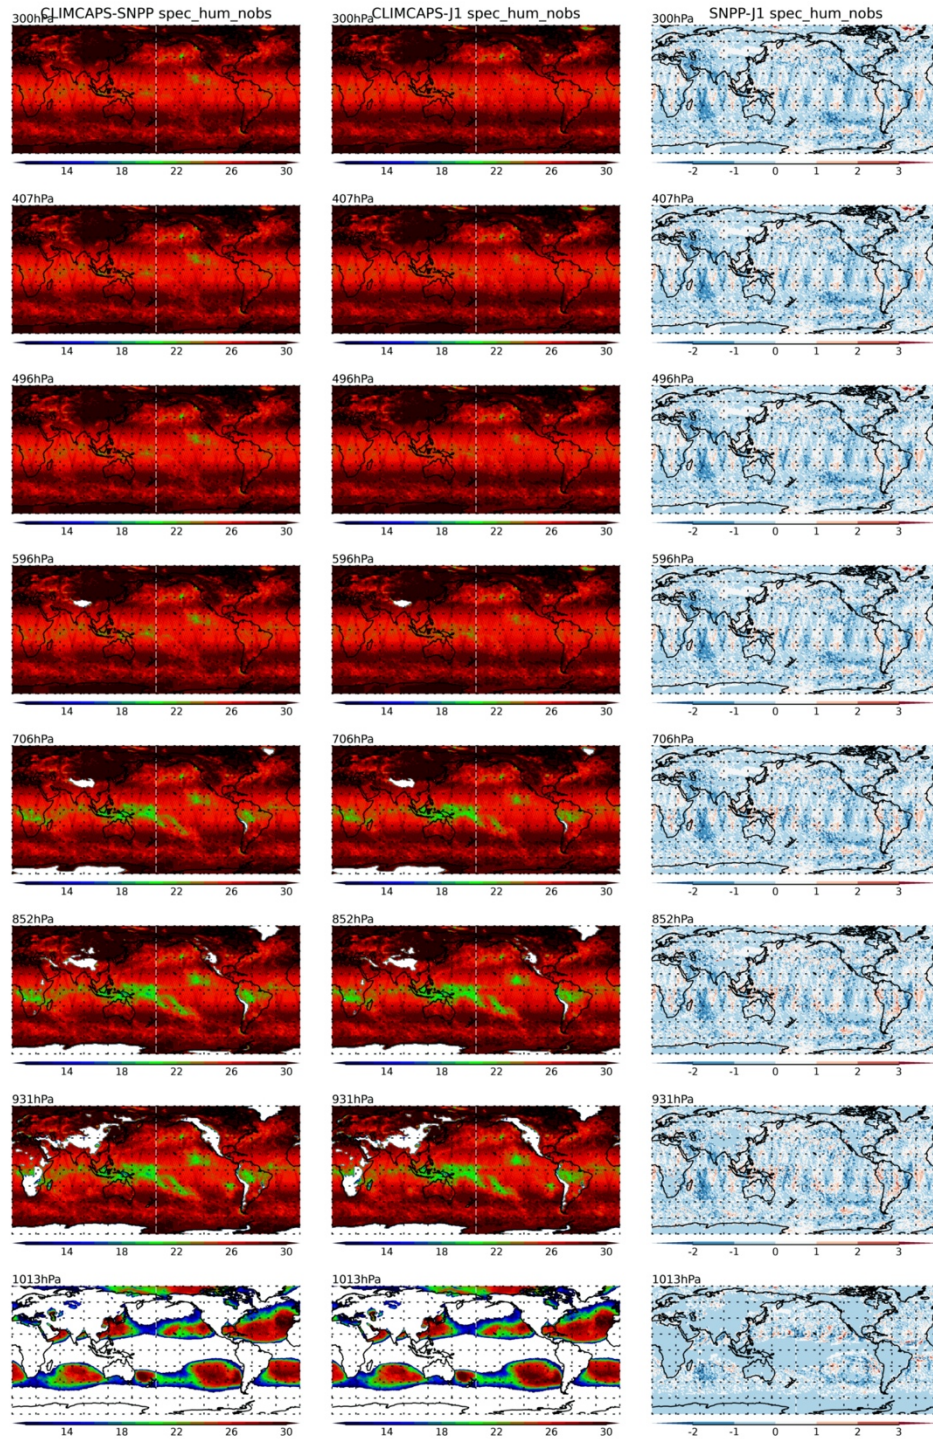 CLIMCAPS-SNPP spec_hum_nobs CLIMCAPS-J1 spec_hum_nobs SNPP-J1 spec_hum_nobs
300hPa 300hPa 300hPa
14 18 22 26 30 14 18 22 26 30 -2 -1 0 1 2 3
407hPa 407hPa 407hPa
14 18 22 26 30 14 18 22 26 30 -2 -1 0 1 2 3
496hPa 496hPa 496hPa
14 18 22 26 30 14 18 22 26 30 -2 -1 0 1 2 3
596hPa 596hPa 596hPa
14 18 22 26 30 14 18 22 26 30 -2 -1 0 1 2 3
706hPa 706hPa 706hPa
14 18 22 26 30 14 18 22 26 30 -2 -1 0 1 2 3
852hPa 852hPa 852hPa
14 18 22 26 30 14 18 22 26 30 -2 -1 0 1 2 3
931hPa 931hPa 931hPa
14 18 22 26 30 14 18 22 26 30 -2 -1 0 1 2 3
1013hPa 1013hPa 1013hPa
14 18 22 26 30 14 18 22 26 30 -2 -1 0 1 2 3